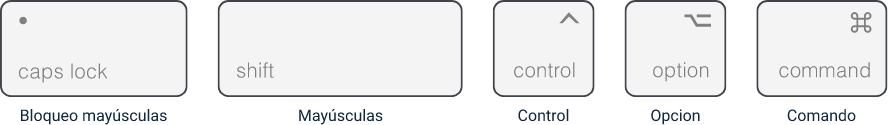 caps lock
shift
control
option
command
Bloqueo mayúsculas
Mayúsculas
Control
Opcion
Comando